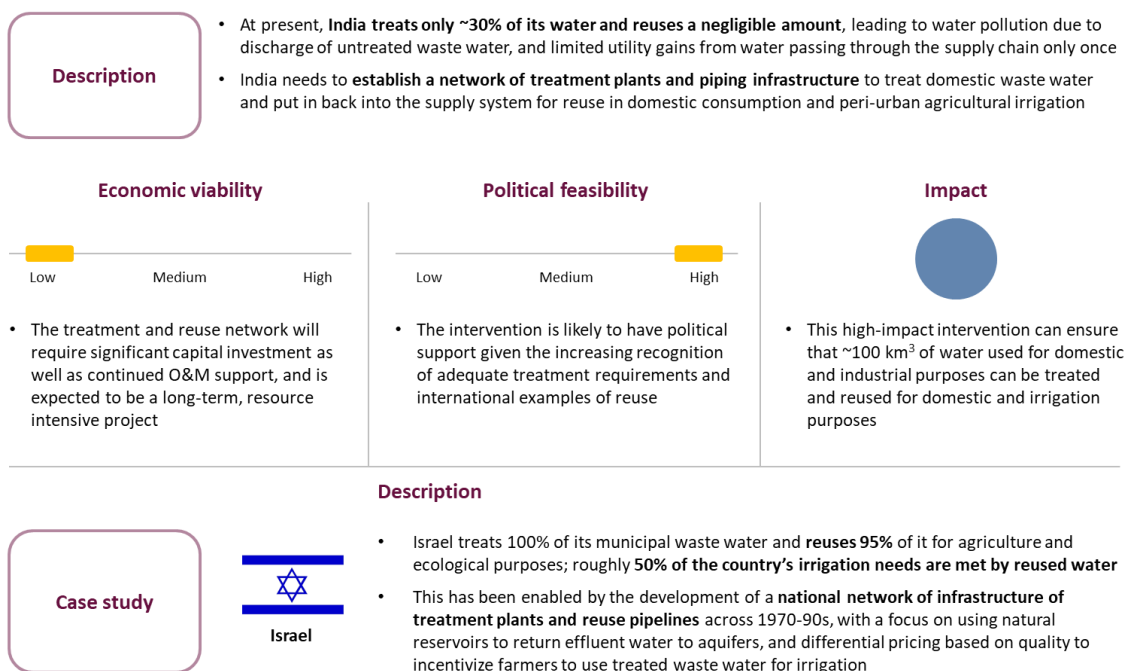 Description
• At present, India treats only ~30% of its water and reuses a negligible amount, leading to water pollution due to
discharge of untreated waste water, and limited utility gains from water passing through the supply chain only once
• India needs to establish a network of treatment plants and piping infrastructure to treat domestic waste water
and put in back into the supply system for reuse in domestic consumption and peri-urban agricultural irrigation
Economic viability
Low Medium High
• The treatment and reuse network will
require significant capital investment as
well as continued O&M support, and is
expected to be a long-term, resource
intensive project
Political feasibility
Low Medium High
• The intervention is likely to have political
support given the increasing recognition
of adequate treatment requirements and
international examples of reuse
Impact
• This high-impact intervention can ensure
that ~100 km³ of water used for domestic
and industrial purposes can be treated
and reused for domestic and irrigation
purposes
Case study
Israel
Description
• Israel treats 100% of its municipal waste water and reuses 95% of it for agriculture and
ecological purposes; roughly 50% of the country’s irrigation needs are met by reused water
• This has been enabled by the development of a national network of infrastructure of
treatment plants and reuse pipelines across 1970-90s, with a focus on using natural
reservoirs to return effluent water to aquifers, and differential pricing based on quality to
incentivize farmers to use treated waste water for irrigation